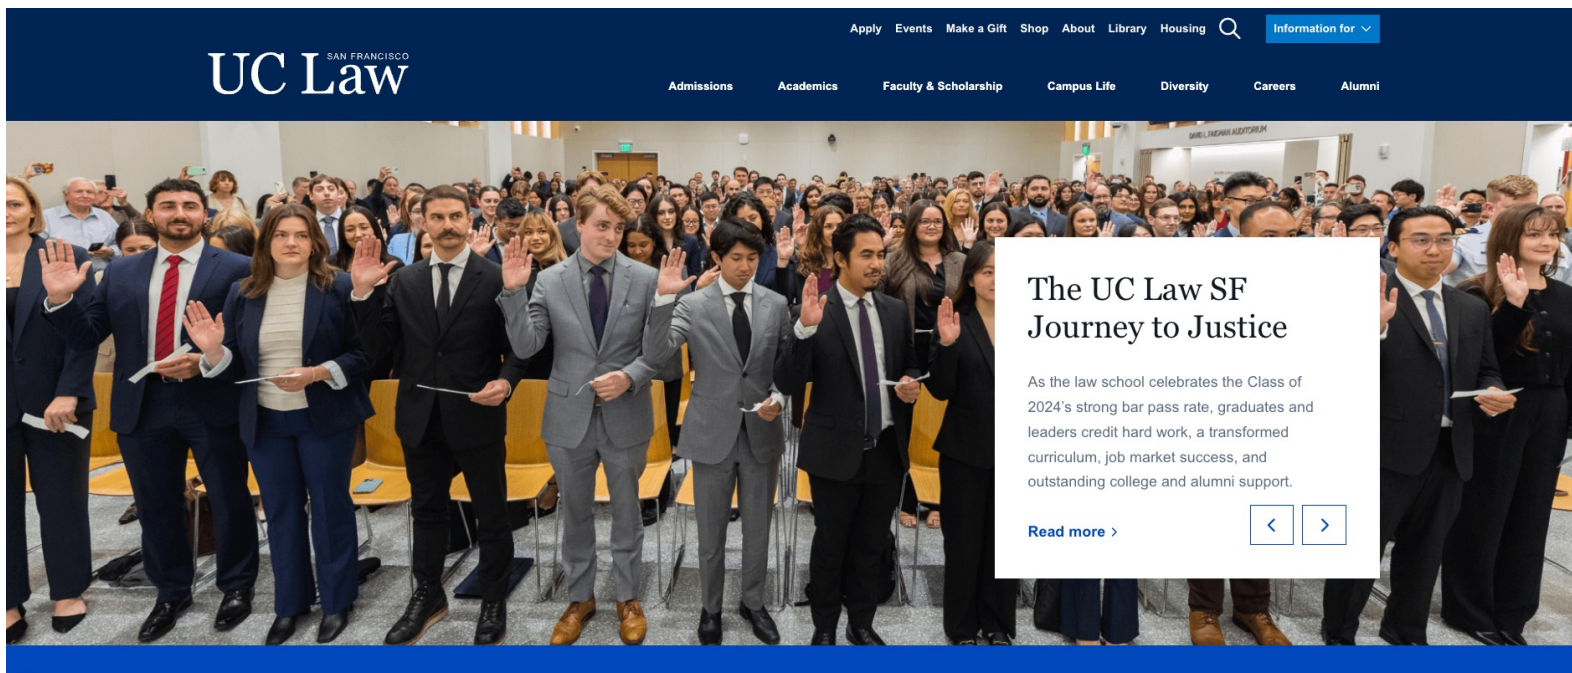 Apply Events Make a Gift Shop About Library Housing Information for
SAN FRANCISCO
UC Law
Admissions Academics Faculty & Scholarship Campus Life Diversity Careers Alumni
DAVID L. FAIGMAN AUDITORIUM
The UC Law SF
Journey to Justice
As the law school celebrates the Class of
2024’s strong bar pass rate, graduates and
leaders credit hard work, a transformed
curriculum, job market success, and
outstanding college and alumni support.
Read more